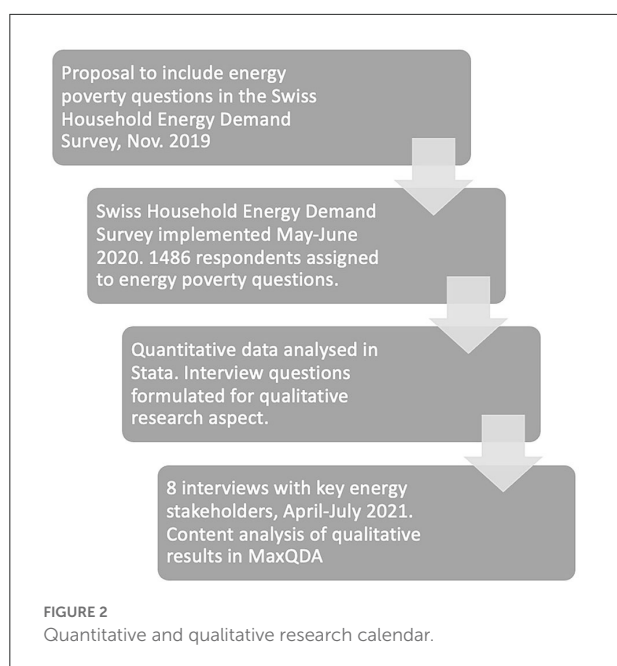 Proposal to include energy
poverty questions in the Swiss
Household Energy Demand
Survey, Nov. 2019
Swiss Household Energy Demand
Survey implemented May-June
2020. 1486 respondents assigned
to energy poverty questions.
Quantitative data analysed in
Stata. Interview questions
formulated for qualitative
research aspect.
8 interviews with key energy
stakeholders, April-July 2021.
Content analysis of qualitative
results in MaxQDA
FIGURE 2
Quantitative and qualitative research calendar.